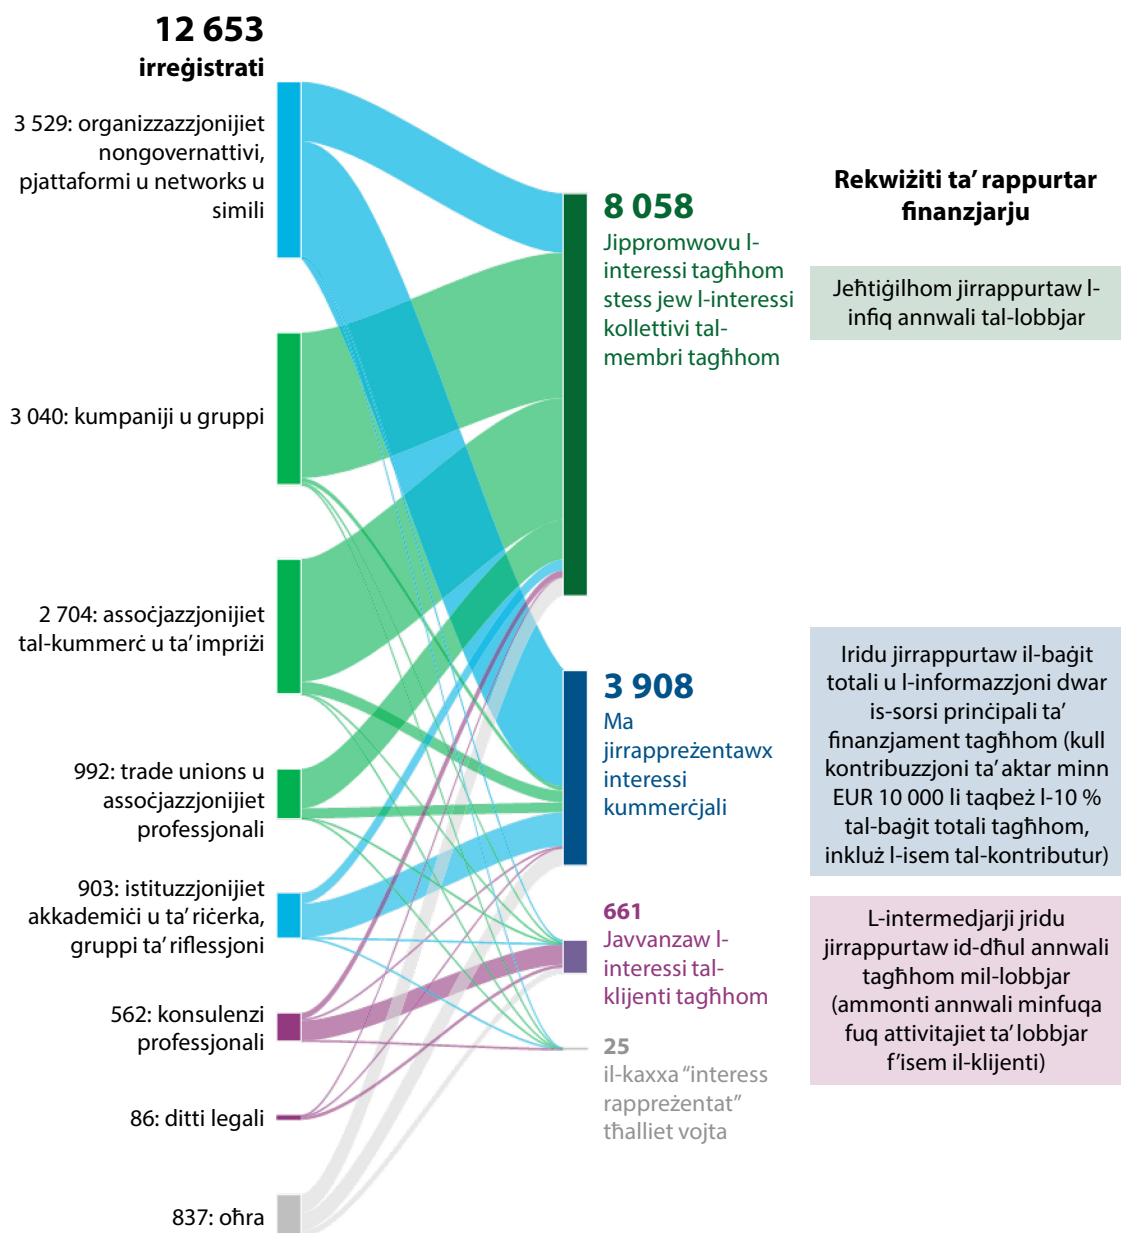 12 653
irreġistrati
3 529: organizzazzjonijiet
nongovernattivi,
pjattaformi u networks u
simili
3 040: kumpaniji u gruppi
2 704: assoċjazzjonijiet
tal-kummerċ u ta’ impriżi
992: trade unions u
assoċjazzjonijiet
professjonali
903: istituzzjonijiet
akkademiċi u ta’ riċerka,
gruppi ta’ riflessjoni
562: konsulenzi
professjonali
86: ditti legali
837: oħra
8 058
Jippromwovu l-
interessi tagħhom
stess jew l-interessi
kollettivi tal-
membri tagħhom
3 908
Ma
jirrappreżentawx
interessi
kummerċjali
661
Javvanzaw l-
interessi tal-
klijenti tagħhom
25
il-kaxxa “interess
rappreżentat”
tħalliet vojta
Rekwiżiti ta’ rappurtar
finanzjarju
Jeħtiġilhom jirrappurtaw l-
infiq annwali tal-lobbjar
Iridu jirrappurtaw il-baġit
totali u l-informazzjoni dwar
is-sorsi prinċipali ta’
finanzjament tagħhom (kull
kontribuzzjoni ta’ aktar minn
EUR 10 000 li taqbeż l-10 %
tal-baġit totali tagħhom,
inkluż l-isem tal-kontributur)
L-intermedjarji jridu
jirrappurtaw id-dħul annwali
tagħhom mil-lobbjar
(ammonti annwali minfuqa
fuq attivitajiet ta’ lobbjar
f’isem il-klijenti)